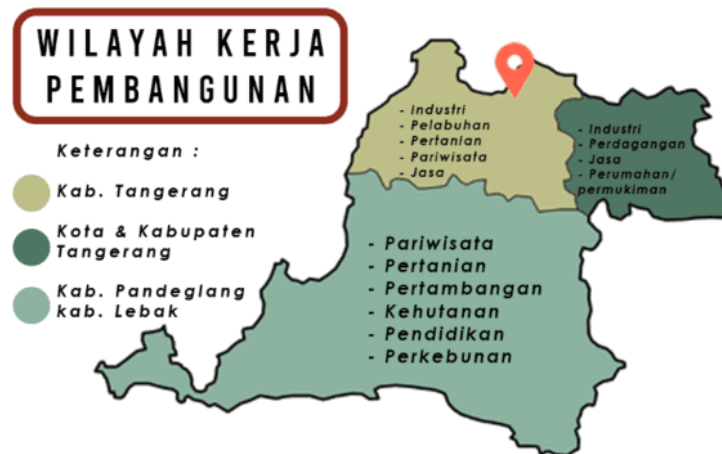 WILAYAH KERJA
PEMBANGUNAN
Keterangan :
Kab. Tangerang
Kota & Kabupaten
Tangerang
Kab. Pandeglang
kab. Lebak
- Industri
- Pelabuhan
- Pertanian
- Pariwisata
- Jasa
- Industri
- Perdagangan
- Jasa
- Perumahan/
permukiman
- Pariwisata
- Pertanian
- Pertambangan
- Kehutanan
- Pendidikan
- Perkebunan